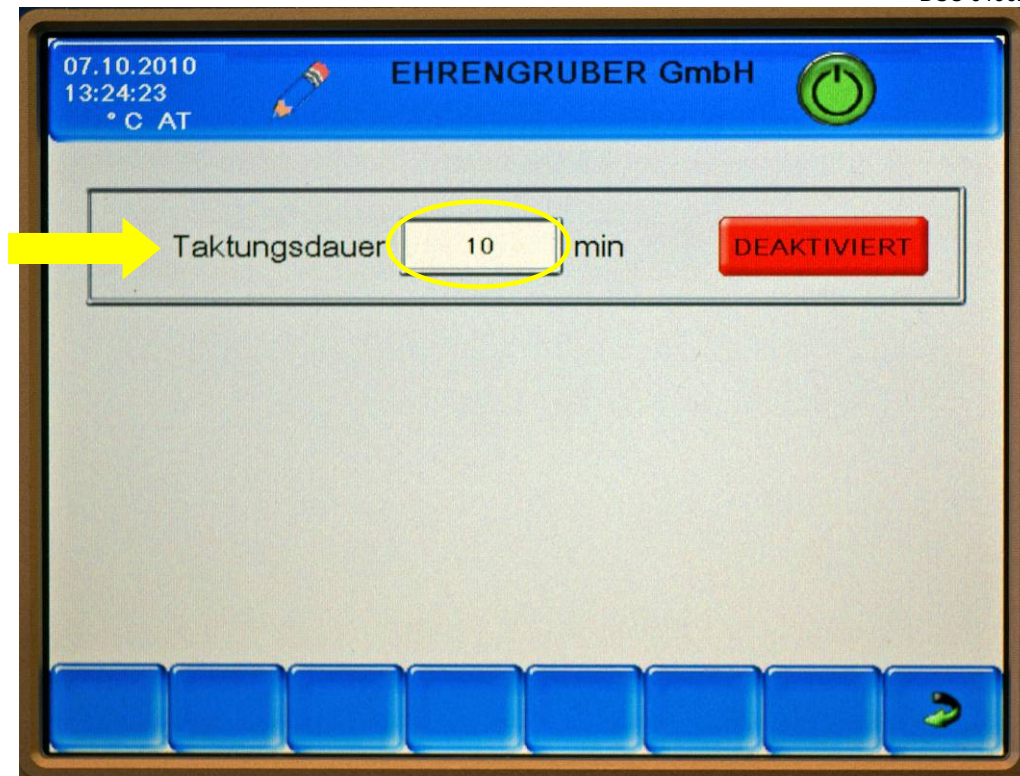 07.10.2010
13:24:23
° C AT
EHRENGRUBER GmbH
Taktungsdauer 10 min
DEAKTIVIERT